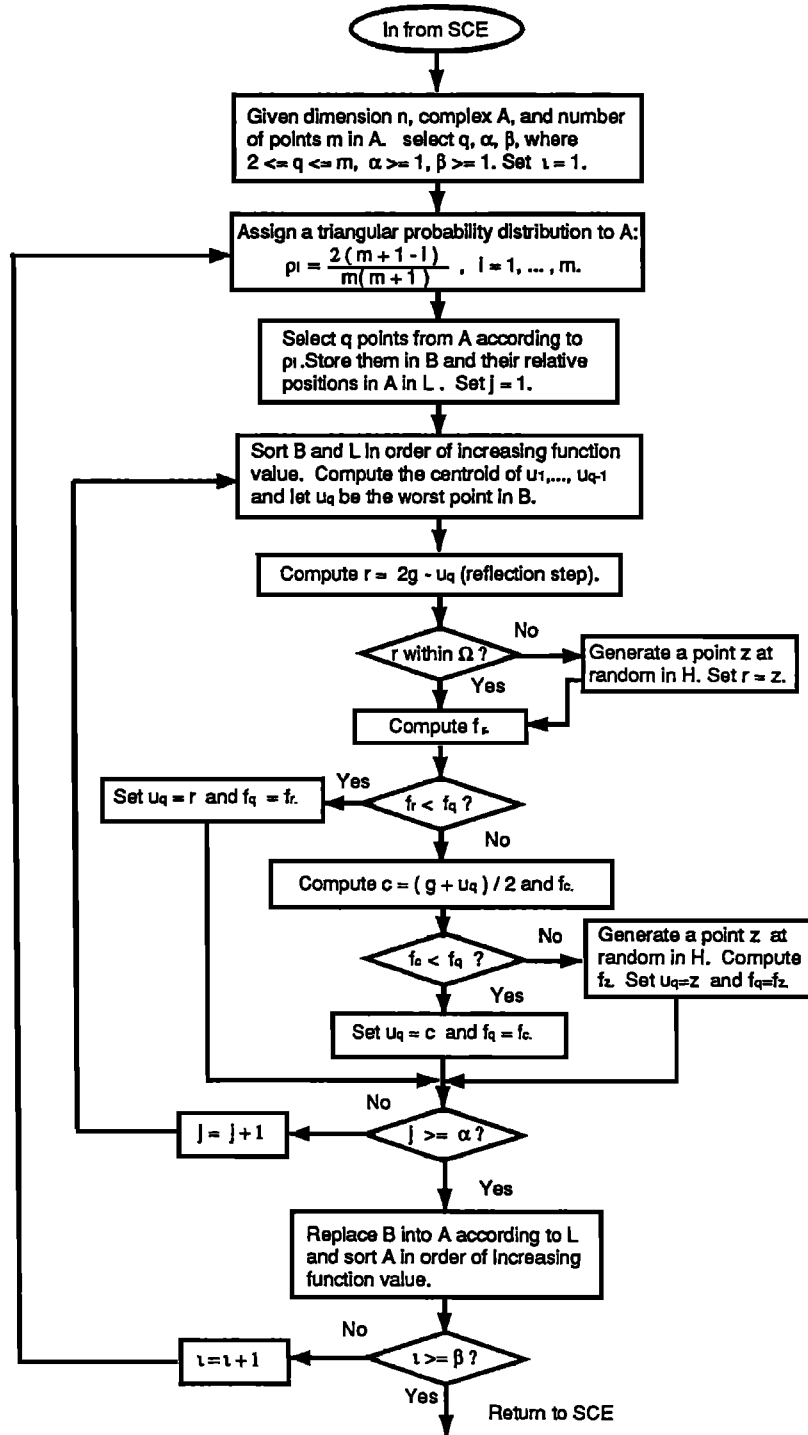 In from SCE
Given dimension n, complex A, and number
of points m in A. select q, α, β, where
2 <= q <= m, α >= 1, β >= 1. Set ι = 1.
Assign a triangular probability distribution to A:
ρi = 2 ( m + 1 - i ) / m( m + 1 ) , i = 1, ... , m.
Select q points from A according to
ρi .Store them in B and their relative
positions in A in L . Set j = 1.
Sort B and L in order of increasing function
value. Compute the centroid of u1,..., uq-1
and let uq be the worst point in B.
Compute r = 2g - uq (reflection step).
r within Ω ?
No
Generate a point z at
random in H. Set r = z.
Yes
Compute fr.
fr < fq ?
Yes
Set uq = r and fq = fr.
No
Compute c = ( g + uq ) / 2 and fc.
fc < fq ?
No
Generate a point z at
random in H. Compute
fz. Set uq=z and fq=fz.
Yes
Set uq = c and fq = fc.
j >= α ?
No
j = j + 1
Yes
Replace B into A according to L
and sort A in order of increasing
function value.
ι >= β ?
No
ι = ι + 1
Yes
Return to SCE